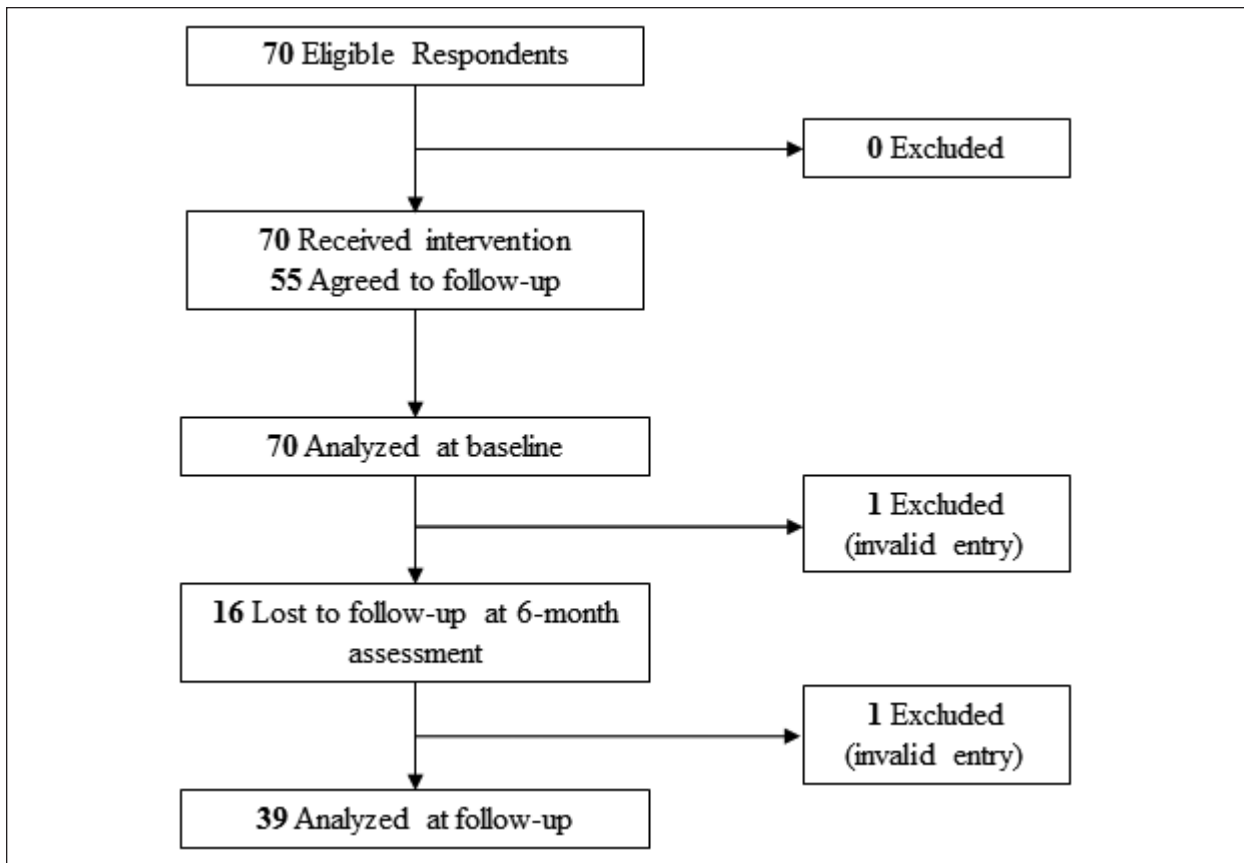 70 Eligible Respondents
0 Excluded
70 Received intervention
55 Agreed to follow-up
70 Analyzed at baseline
1 Excluded
(invalid entry)
16 Lost to follow-up at 6-month
assessment
1 Excluded
(invalid entry)
39 Analyzed at follow-up